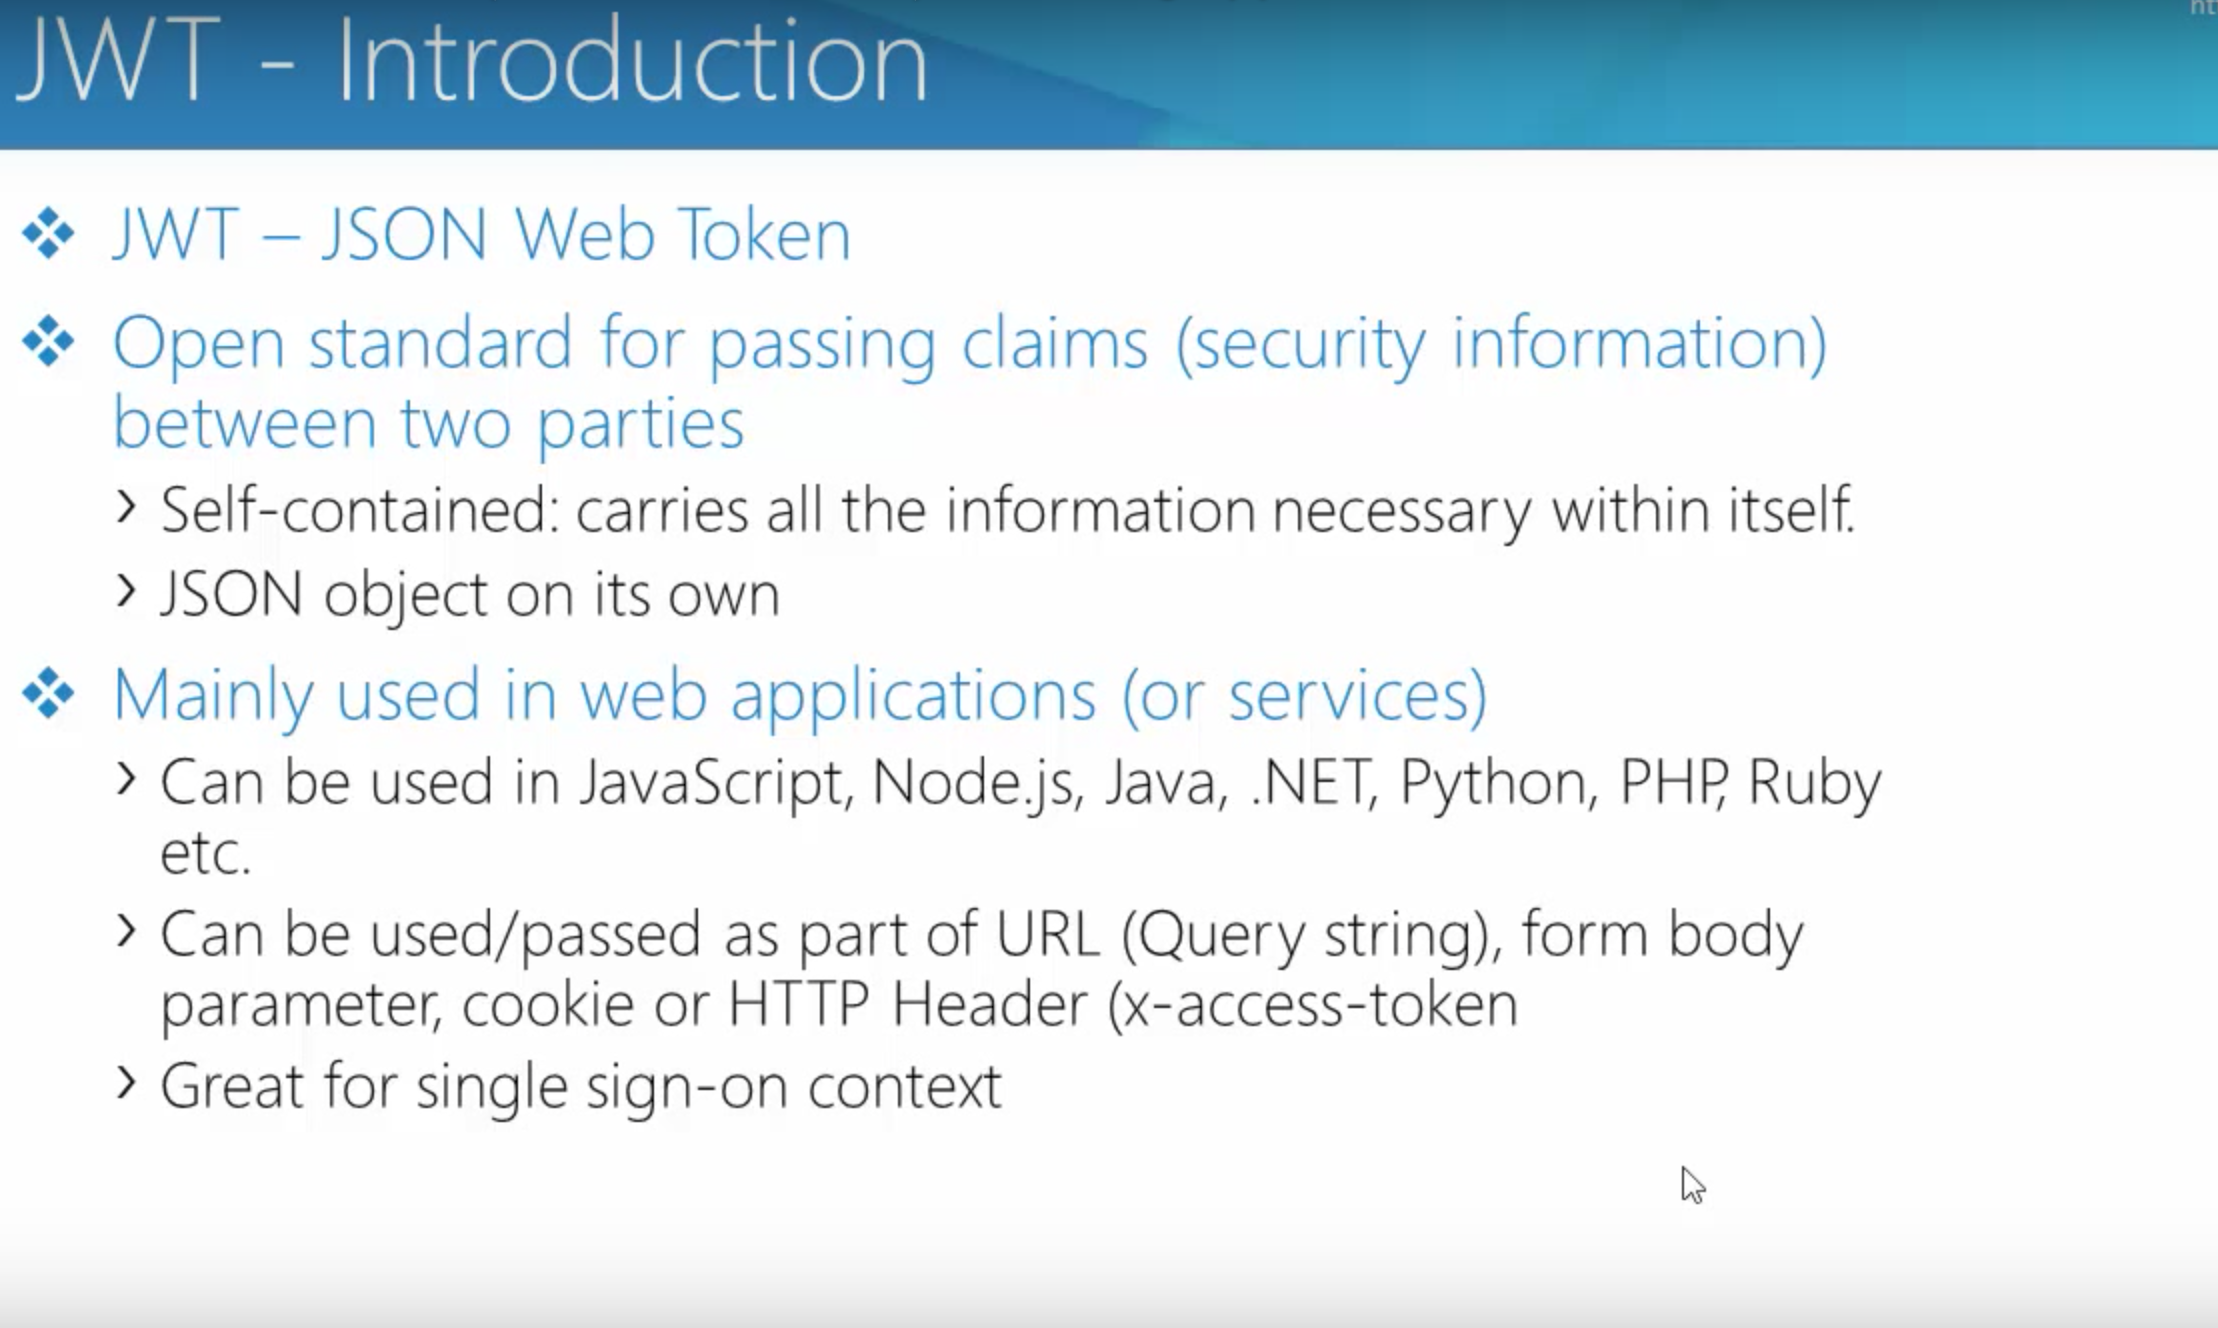 JWT - Introduction
JWT – JSON Web Token
Open standard for passing claims (security information)
between two parties
Self-contained: carries all the information necessary within itself.
JSON object on its own
Mainly used in web applications (or services)
Can be used in JavaScript, Node.js, Java, .NET, Python, PHP, Ruby
etc.
Can be used/passed as part of URL (Query string), form body
parameter, cookie or HTTP Header (x-access-token
Great for single sign-on context